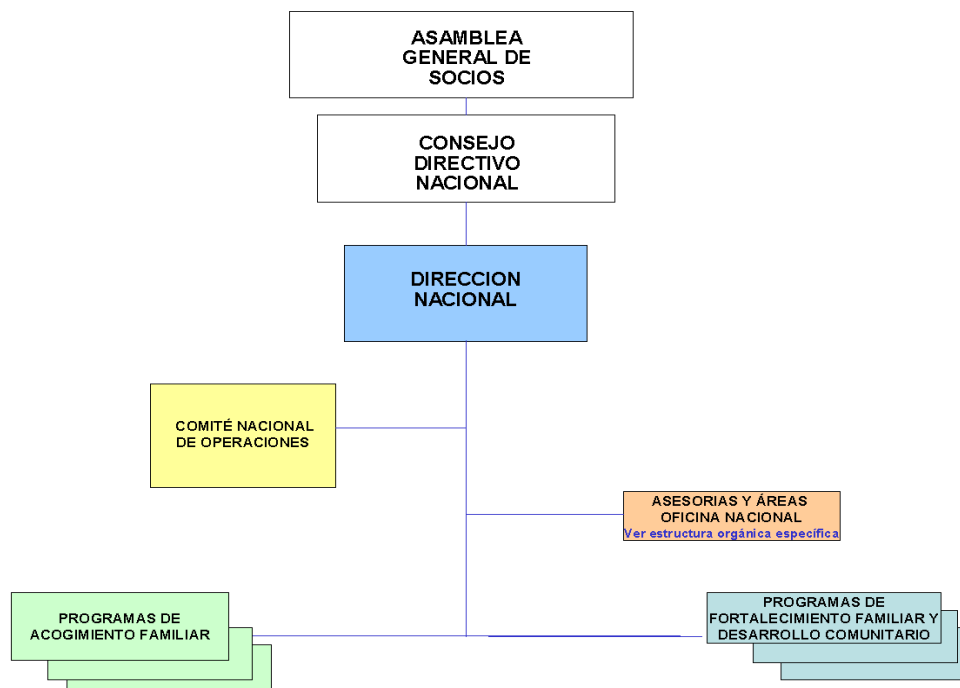 ASAMBLEA
GENERAL DE
SOCIOS
CONSEJO
DIRECTIVO
NACIONAL
DIRECCION
NACIONAL
COMITÉ NACIONAL
DE OPERACIONES
ASESORIAS Y ÁREAS
OFICINA NACIONAL
Ver estructura orgánica específica
PROGRAMAS DE
ACOGIMIENTO FAMILIAR
PROGRAMAS DE
FORTALECIMIENTO FAMILIAR Y
DESARROLLO COMUNITARIO